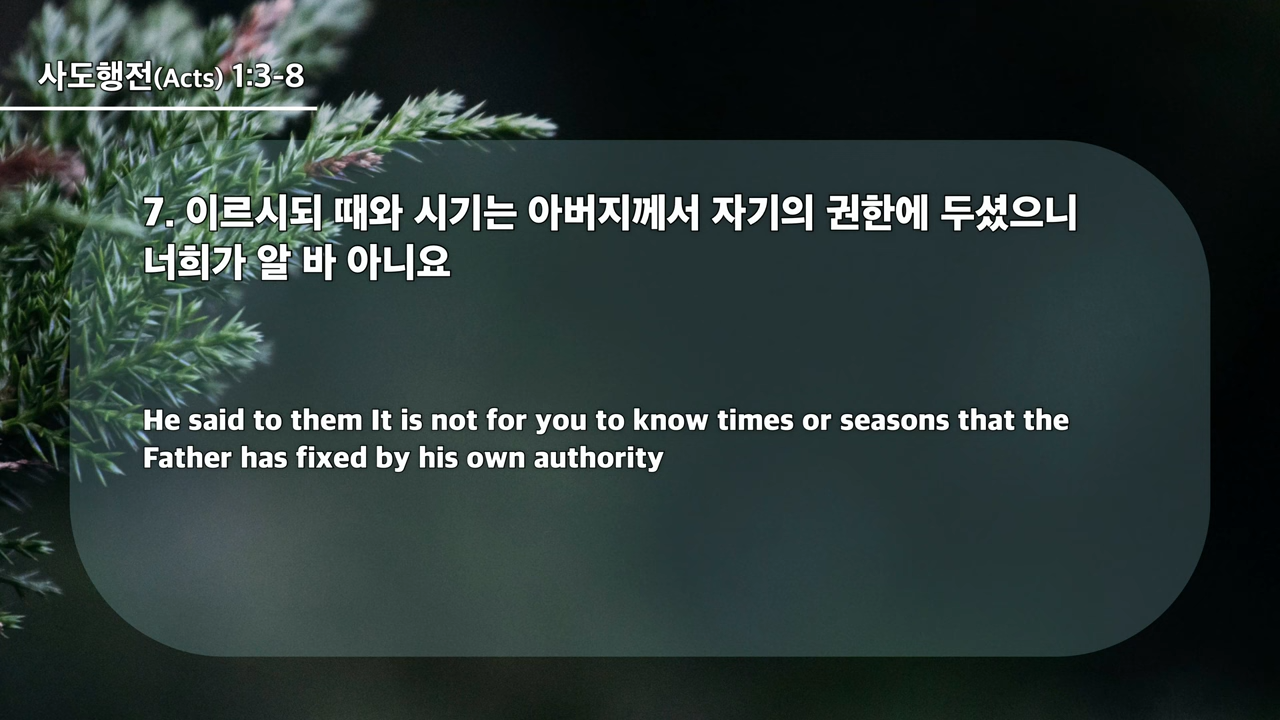 사도행전(Acts) 1:3-8
7. 이르시되 때와 시기는 아버지께서 자기의 권한에 두셨으니
너희가 알 바 아니요
He said to them It is not for you to know times or seasons that the
Father has fixed by his own authority